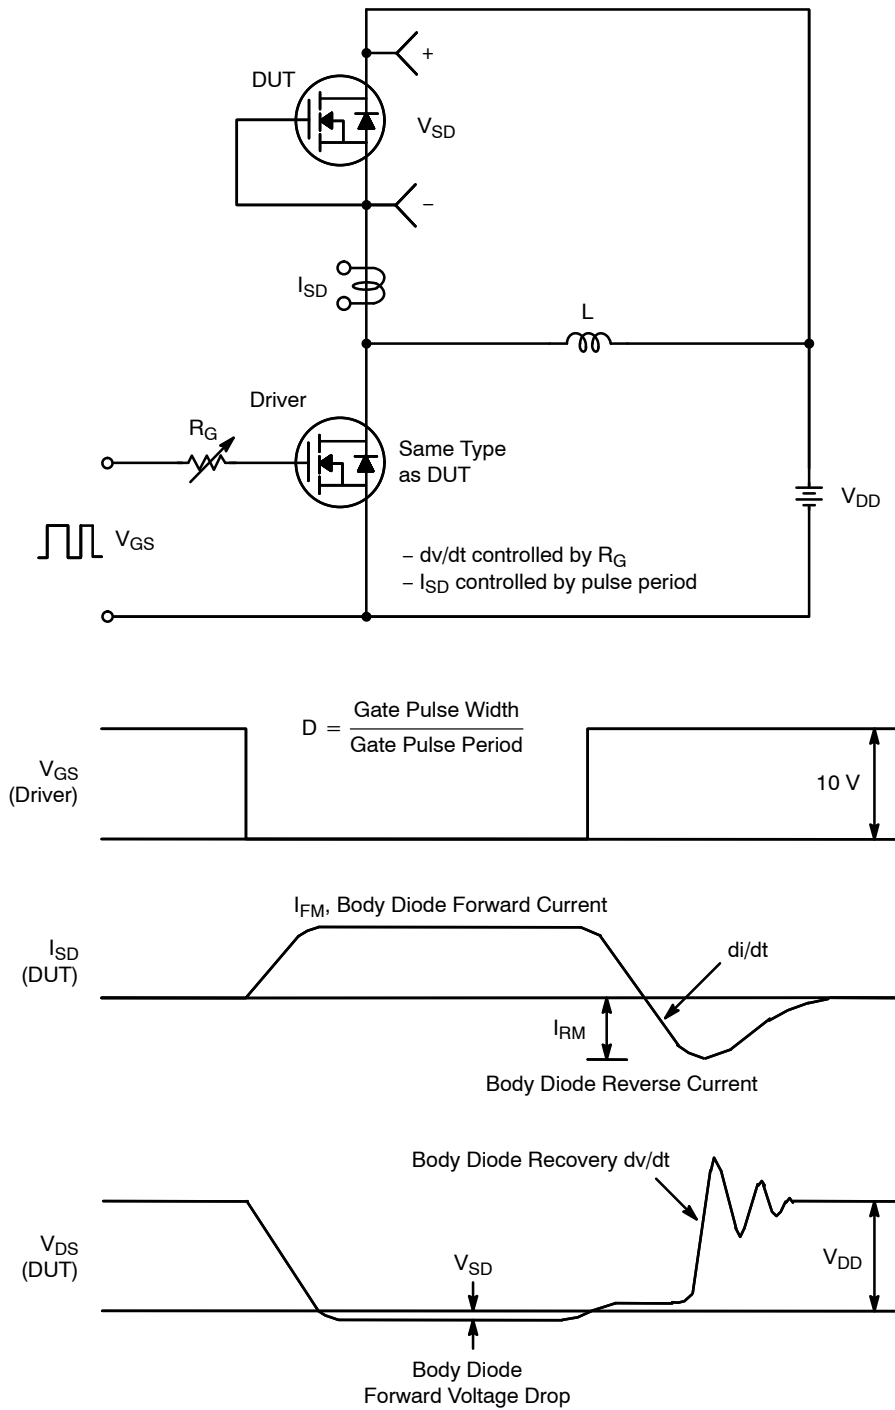 +
DUT
V_SD
−
I_SD
L
Driver
R_G
Same Type
as DUT
V_DD
V_GS
− dv/dt controlled by R_G
− I_SD controlled by pulse period
D = Gate Pulse Width
Gate Pulse Period
V_GS
(Driver)
10 V
I_FM, Body Diode Forward Current
I_SD
(DUT)
di/dt
I_RM
Body Diode Reverse Current
Body Diode Recovery dv/dt
V_DS
(DUT)
V_SD
V_DD
Body Diode
Forward Voltage Drop